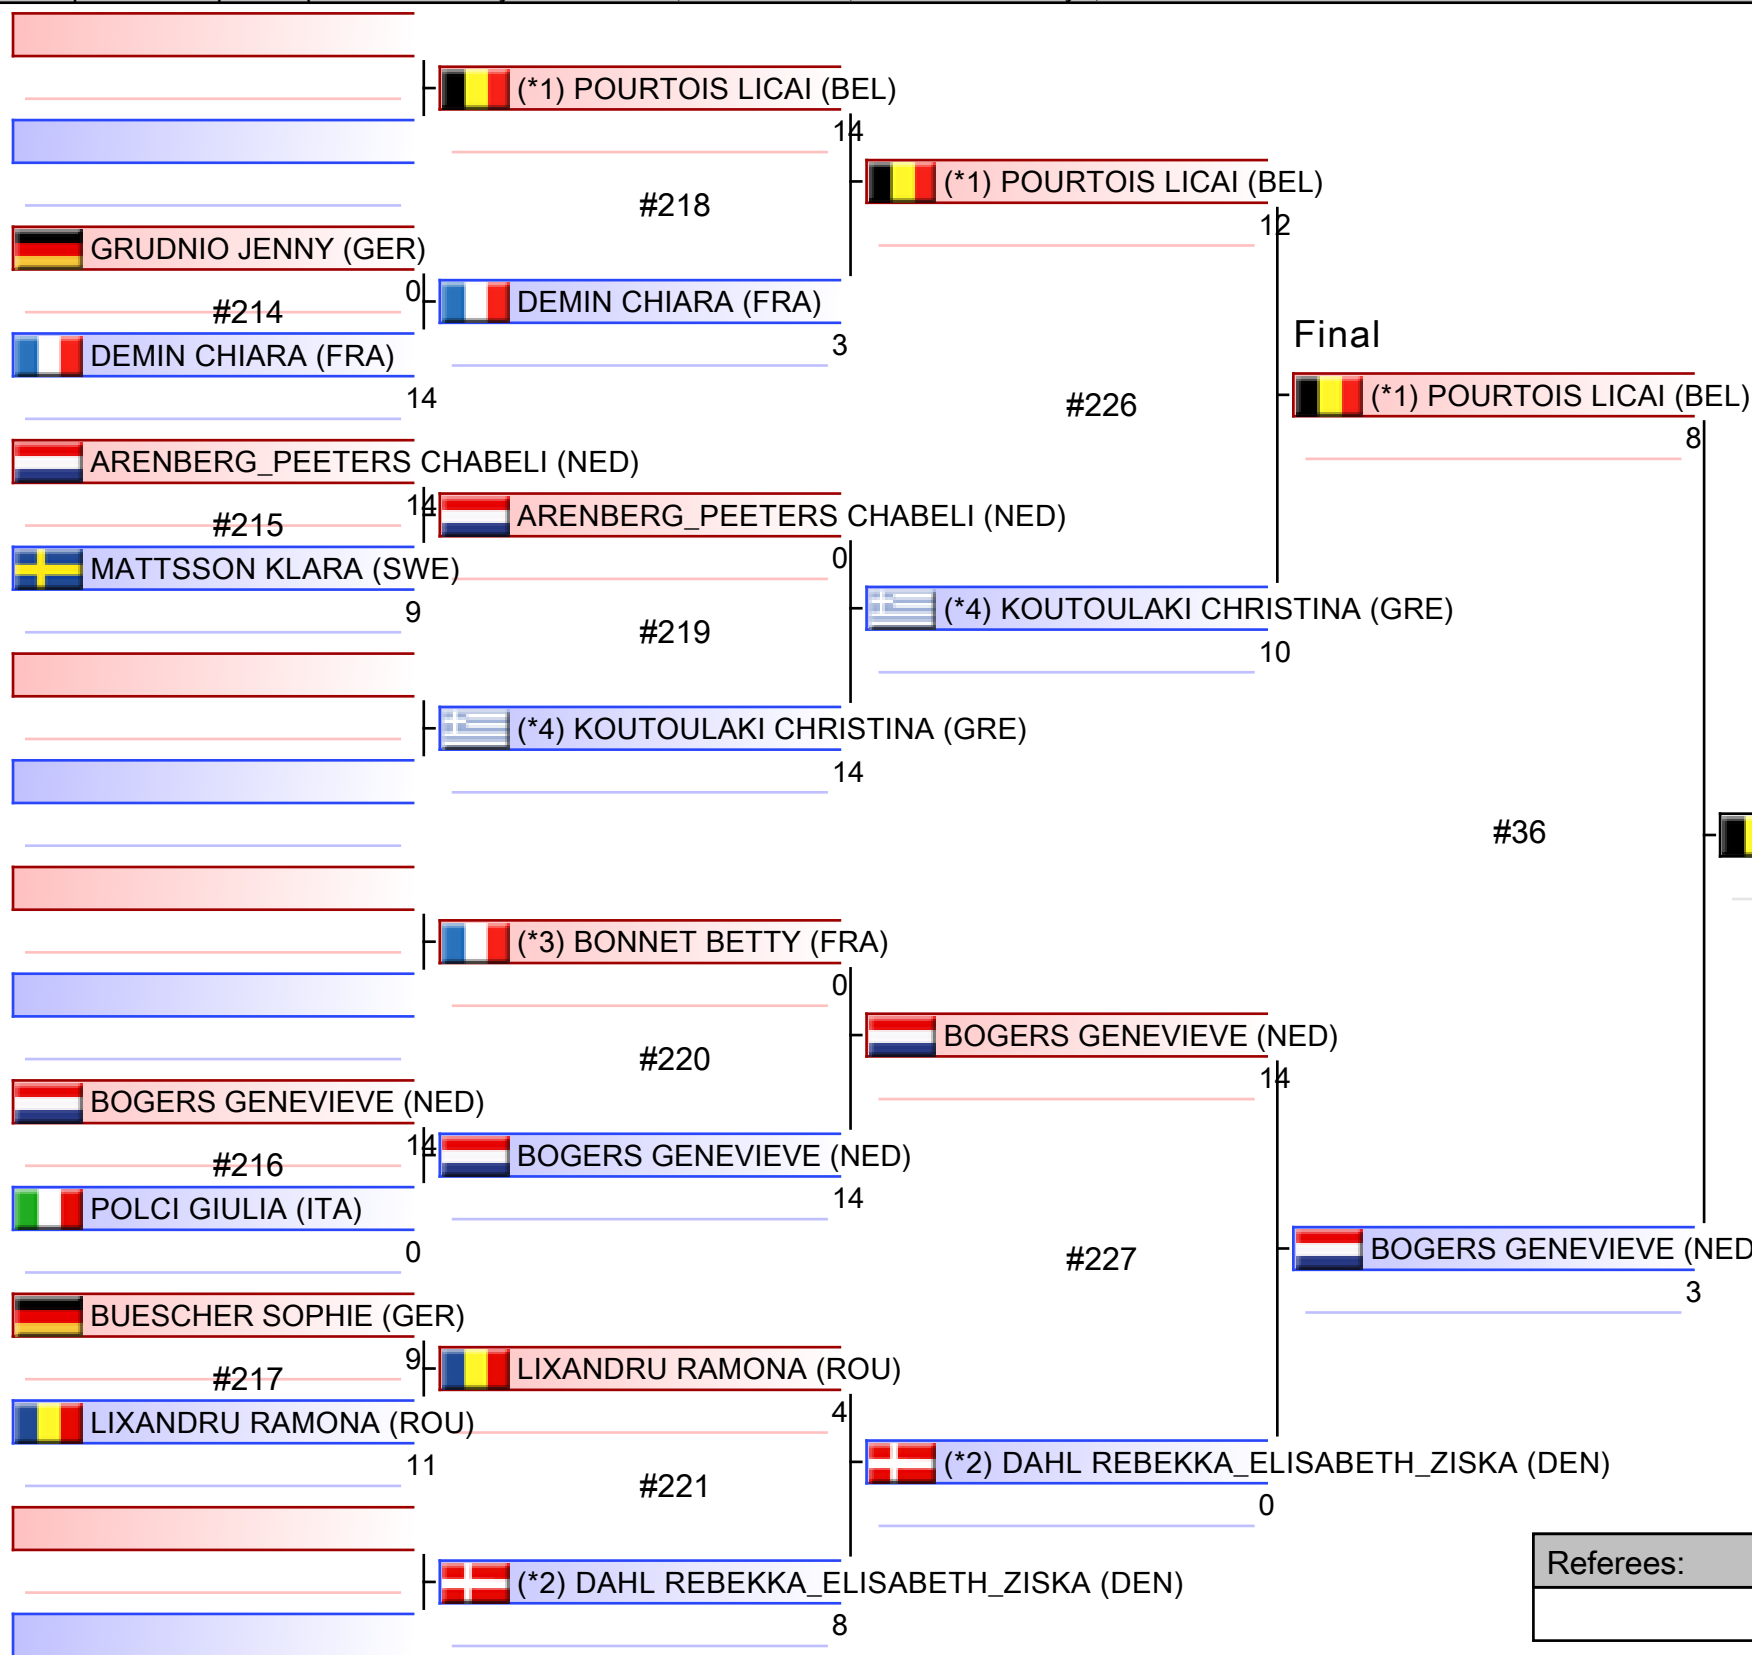 (*1) POURTOIS LICAI (BEL)
14
#218
GRUDNIO JENNY (GER)
0
#214
DEMIN CHIARA (FRA)
14
DEMIN CHIARA (FRA)
3
(*1) POURTOIS LICAI (BEL)
12
#226
ARENBERG_PEETERS CHABELI (NED)
14
#215
MATTSSON KLARA (SWE)
9
ARENBERG_PEETERS CHABELI (NED)
0
#219
(*4) KOUTOULAKI CHRISTINA (GRE)
14
(*4) KOUTOULAKI CHRISTINA (GRE)
10
Final
(*1) POURTOIS LICAI (BEL)
8
#36
(*3) BONNET BETTY (FRA)
0
#220
BOGERS GENEVIEVE (NED)
14
#216
POLCI GIULIA (ITA)
0
BOGERS GENEVIEVE (NED)
14
BOGERS GENEVIEVE (NED)
14
#227
BUESCHER SOPHIE (GER)
9
#217
LIXANDRU RAMONA (ROU)
11
LIXANDRU RAMONA (ROU)
4
#221
(*2) DAHL REBEKKA_ELISABETH_ZISKA (DEN)
8
(*2) DAHL REBEKKA_ELISABETH_ZISKA (DEN)
0
BOGERS GENEVIEVE (NED
3
Referees: